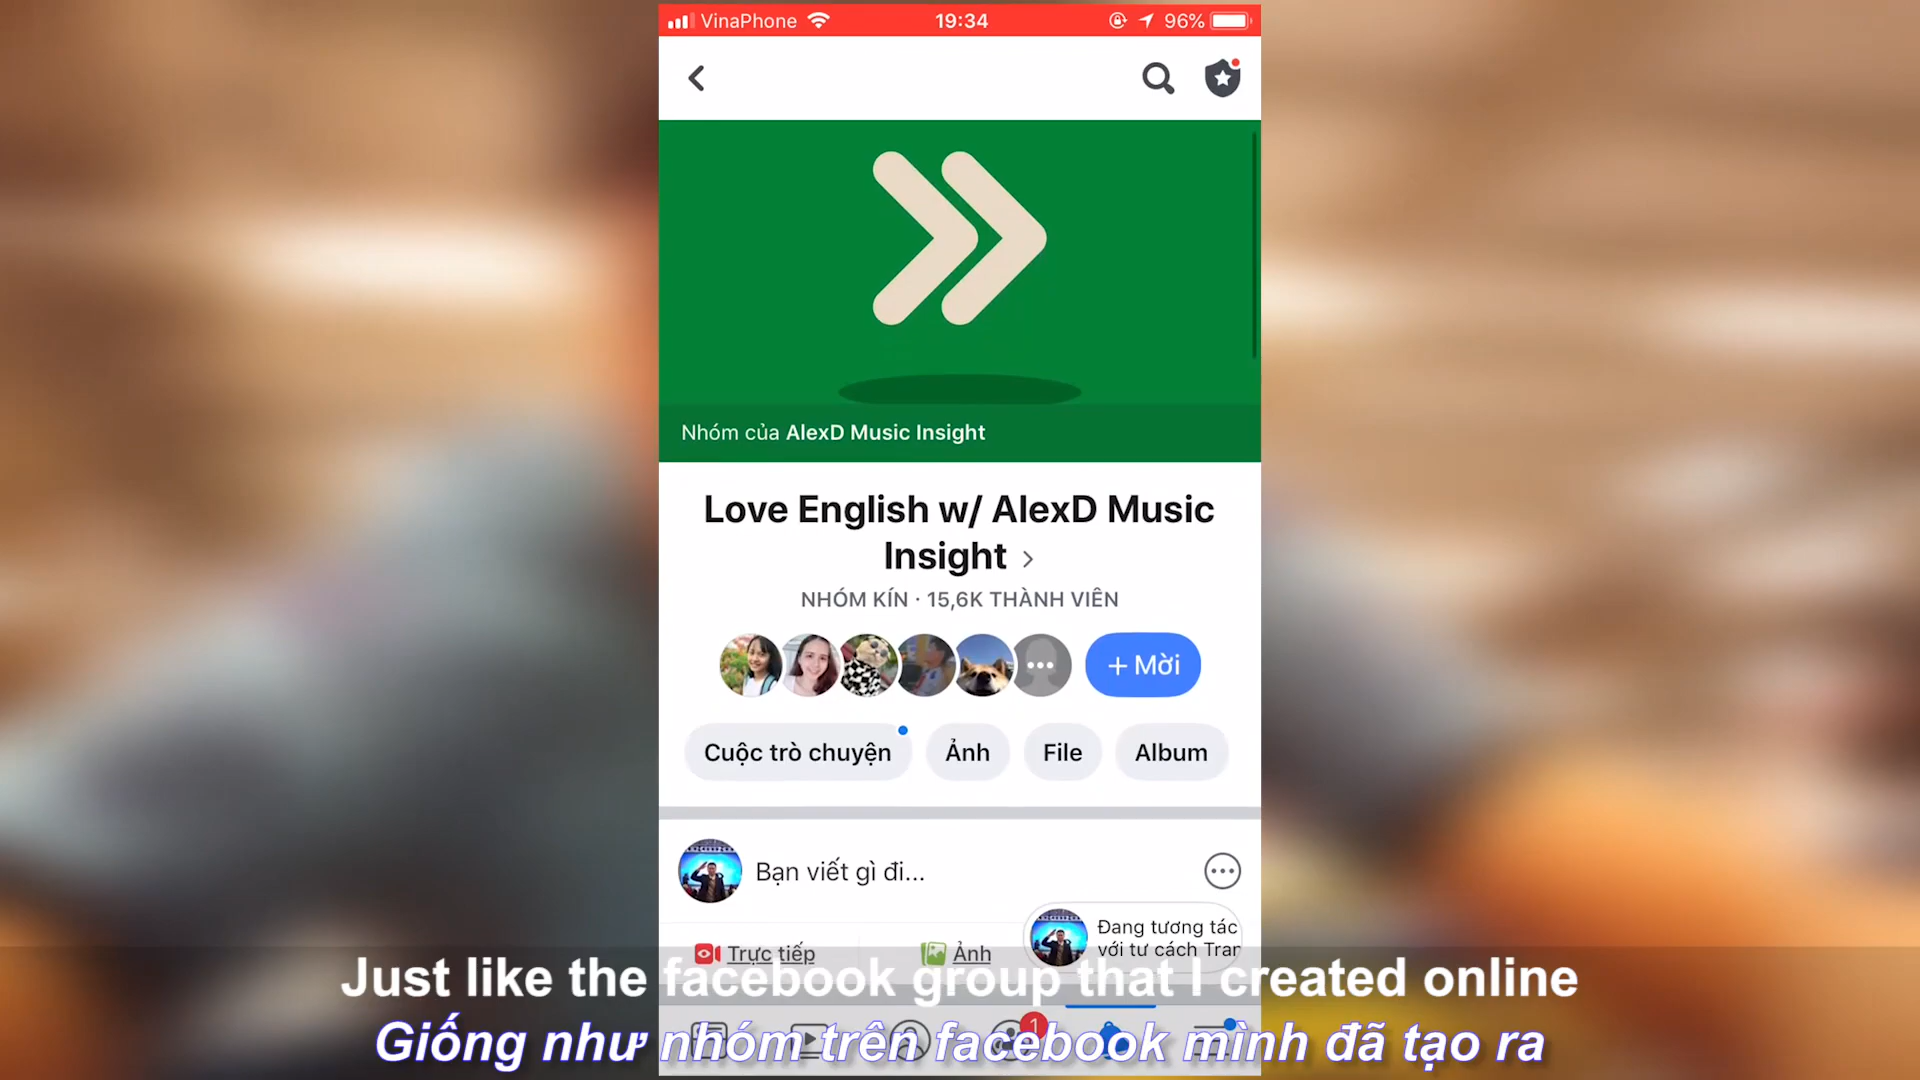 VinaPhone 19:34 96%
Nhóm của AlexD Music Insight
Love English w/ AlexD Music
Insight
NHÓM KÍN · 15,6K THÀNH VIÊN
+ Mời
Cuộc trò chuyện Ảnh File Album
Bạn viết gì đi...
Đang tương tác
với tư cách Tran
Trực tiếp Ảnh
Just like the facebook group that I created online
1
Giống như nhóm trên facebook mình đã tạo ra